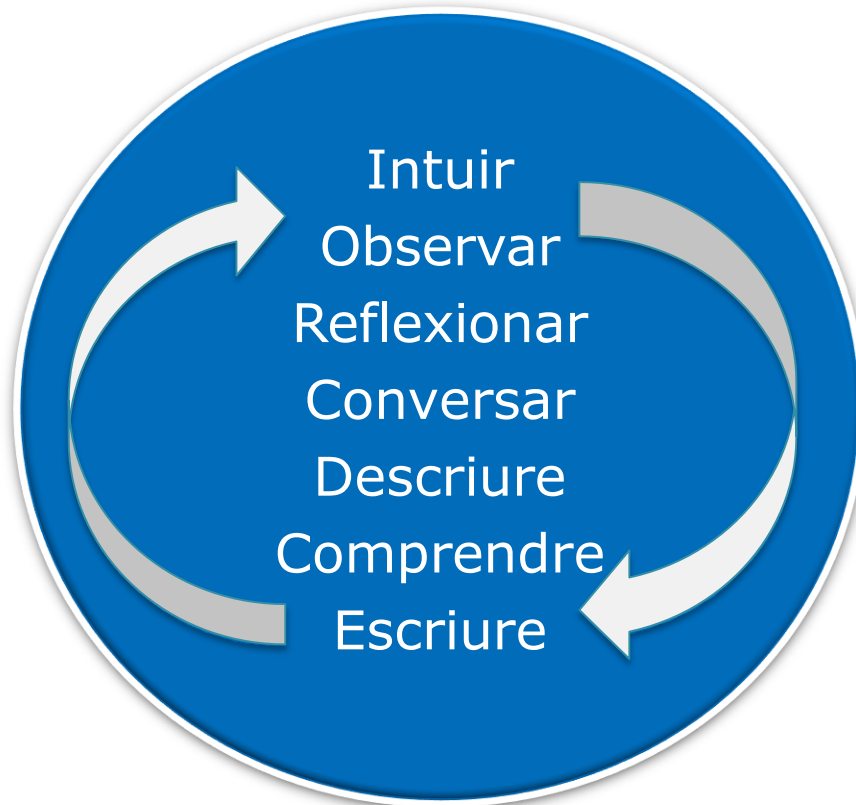 Intuir
Observar
Reflexionar
Conversar
Descriure
Comprendre
Escriure